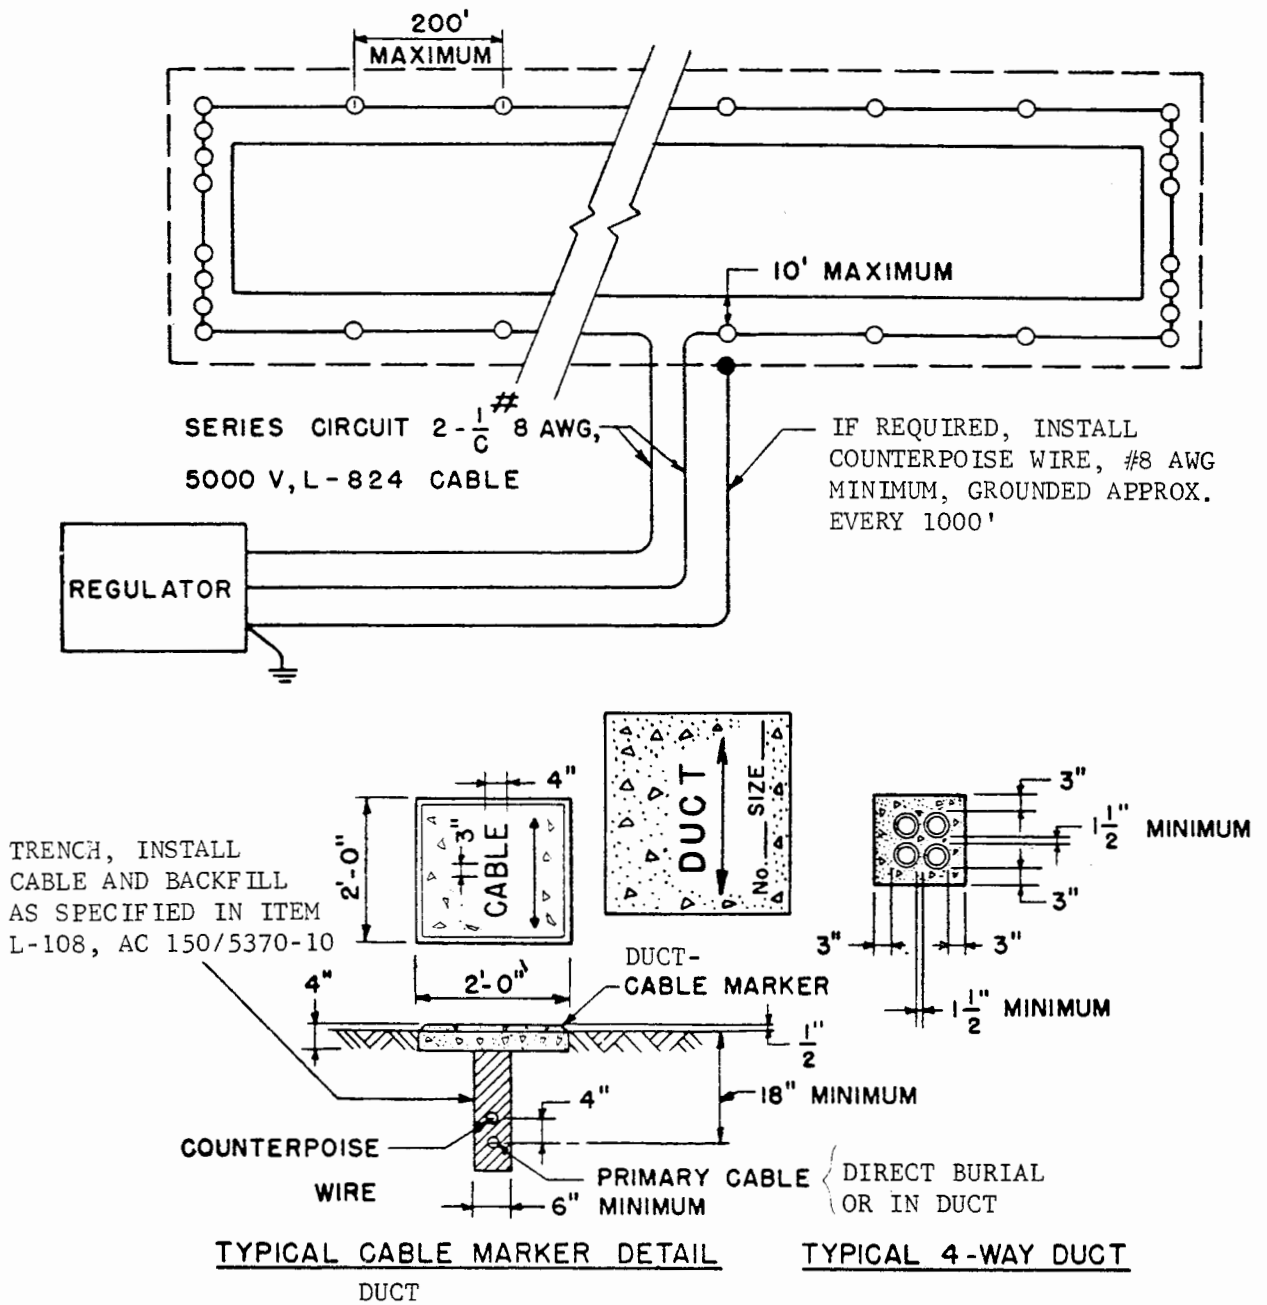 200'
MAXIMUM
10' MAXIMUM
SERIES CIRCUIT 2-1/C # 8 AWG,
5000 V, L-824 CABLE
IF REQUIRED, INSTALL
COUNTERPOISE WIRE, #8 AWG
MINIMUM, GROUNDED APPROX.
EVERY 1000'
REGULATOR
4"
2'-0"
3"
CABLE
2'-0"
DUCT
No. SIZE
3"
1 1/2" MINIMUM
3"
3"
3"
1 1/2" MINIMUM
TRENCH, INSTALL
CABLE AND BACKFILL
AS SPECIFIED IN ITEM
L-108, AC 150/5370-10
DUCT-
CABLE MARKER
4"
1/2"
18" MINIMUM
4"
COUNTERPOISE
WIRE
PRIMARY CABLE
DIRECT BURIAL
OR IN DUCT
6" MINIMUM
TYPICAL CABLE MARKER DETAIL
DUCT
TYPICAL 4-WAY DUCT